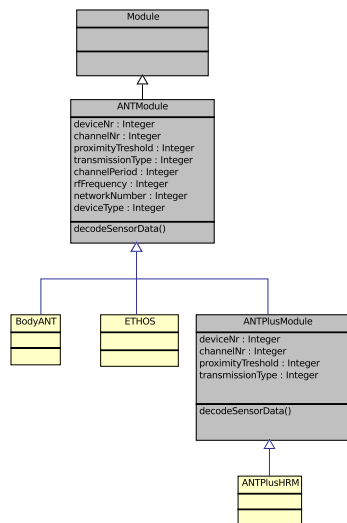 Module
ANTModule
deviceNr : Integer
channelNr : Integer
proximityTreshold : Integer
transmissionType : Integer
channelPeriod : Integer
rfFrequency : Integer
networkNumber : Integer
deviceType : Integer
decodeSensorData()
BodyANT
ETHOS
ANTPlusModule
deviceNr : Integer
channelNr : Integer
proximityTreshold : Integer
transmissionType : Integer
decodeSensorData()
ANTPlusHRM